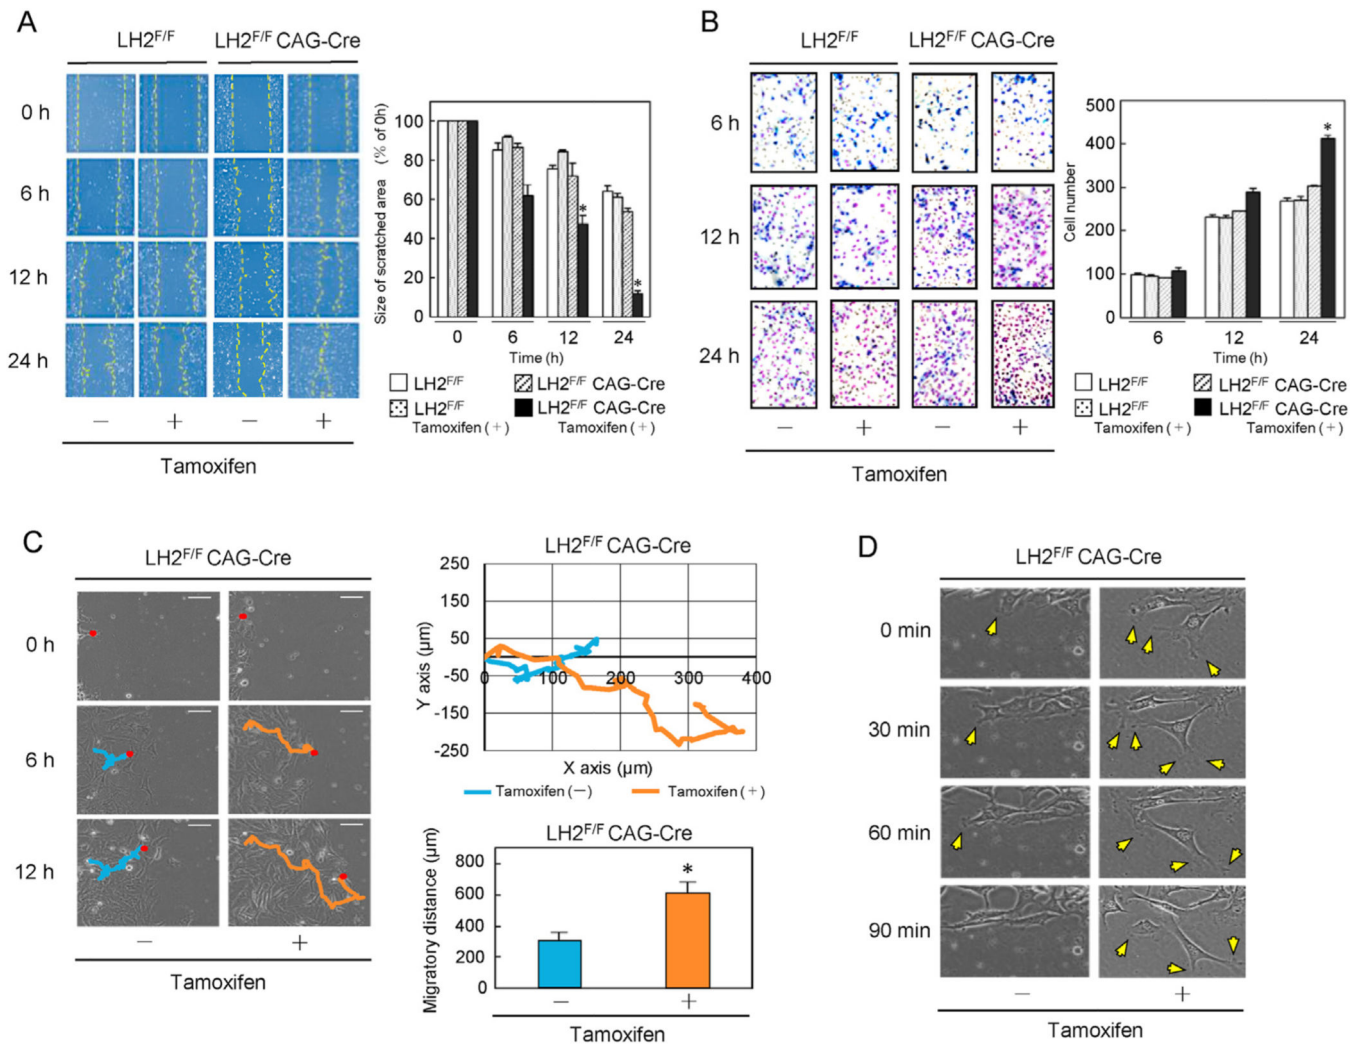 A
LH2F/F
LH2F/F CAG-Cre
0 h
6 h
12 h
24 h
− + − +
Tamoxifen
Size of scratched area (% of 0h)
100
80
60
40
20
0
*
*
0 6 12 24
Time (h)
LH2F/F
LH2F/F CAG-Cre
LH2F/F
Tamoxifen (+)
LH2F/F CAG-Cre
Tamoxifen (+)
B
LH2F/F
LH2F/F CAG-Cre
6 h
12 h
24 h
− + − +
Tamoxifen
Cell number
500
400
300
200
100
0
*
6 12 24
Time (h)
LH2F/F
LH2F/F CAG-Cre
LH2F/F
Tamoxifen (+)
LH2F/F CAG-Cre
Tamoxifen (+)
C
LH2F/F CAG-Cre
0 h
6 h
12 h
− +
Tamoxifen
LH2F/F CAG-Cre
Y axis (μm)
250
150
50
-50
-150
-250
0 100 200 300 400
X axis (μm)
Tamoxifen (−) Tamoxifen (+)
LH2F/F CAG-Cre
Migratory distance (μm)
800
600
400
200
0
*
− +
Tamoxifen
D
LH2F/F CAG-Cre
0 min
30 min
60 min
90 min
− +
Tamoxifen